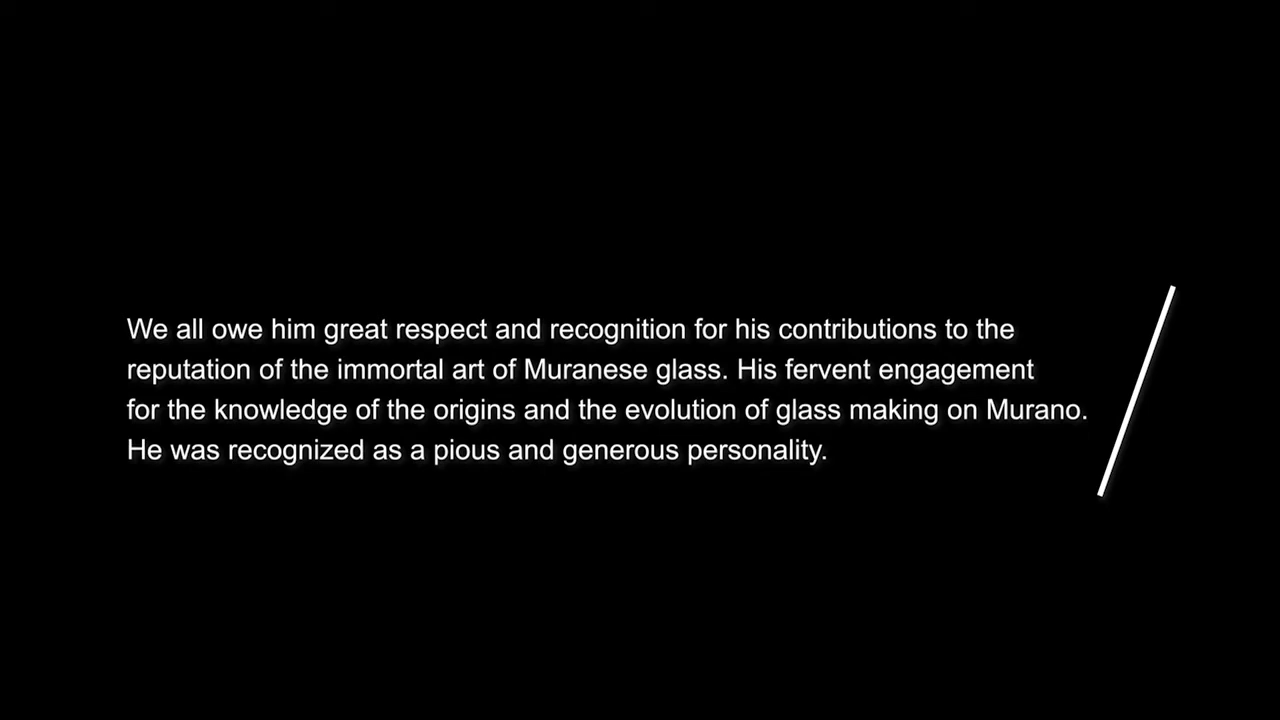 We all owe him great respect and recognition for his contributions to the
reputation of the immortal art of Muranese glass. His fervent engagement
for the knowledge of the origins and the evolution of glass making on Murano.
He was recognized as a pious and generous personality.